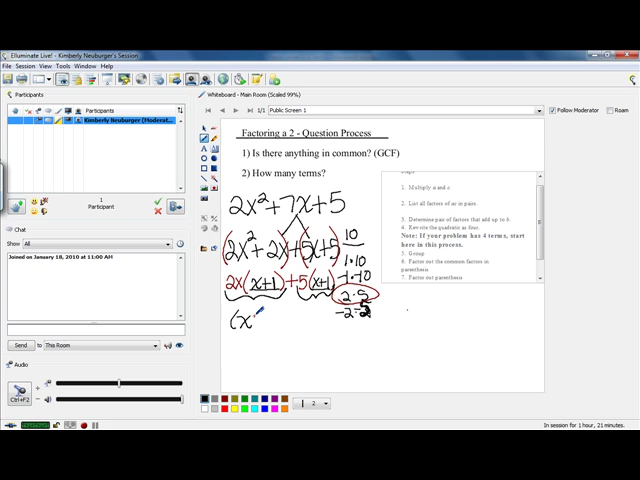 Elluminate Live! - Kimberly Neuburger's Session
File Session View Tools Window Help
Participants
Participants
Kimberly Neuburger (Moderat...
1
Participant
Chat
Show All
Joined on January 18, 2010 at 11:00 AM
Send to This Room
Audio
Ctrl+F2
Whiteboard - Main Room (Scaled 99%)
1/1 Public Screen 1
Follow Moderator Roam
Factoring a 2 - Question Process
1) Is there anything in common? (GCF)
2) How many terms?
Steps
1. Multiply a and c
2. List all factors of ac in pairs.
3. Determine pair of factors that add up to b.
4. Rewrite the quadratic as four.
Note: If your problem has 4 terms, start
here in this process.
5. Group
6. Factor out the common factors in
parenthesis
7. Factor out parenthesis
2x²+7x+5
(2x²+2x)+(5x+5)
2x(x+1)+5(x+1)
(x
10
1·10
-1·-10
2·5
-2·-5
2
In session for 1 hour, 21 minutes.